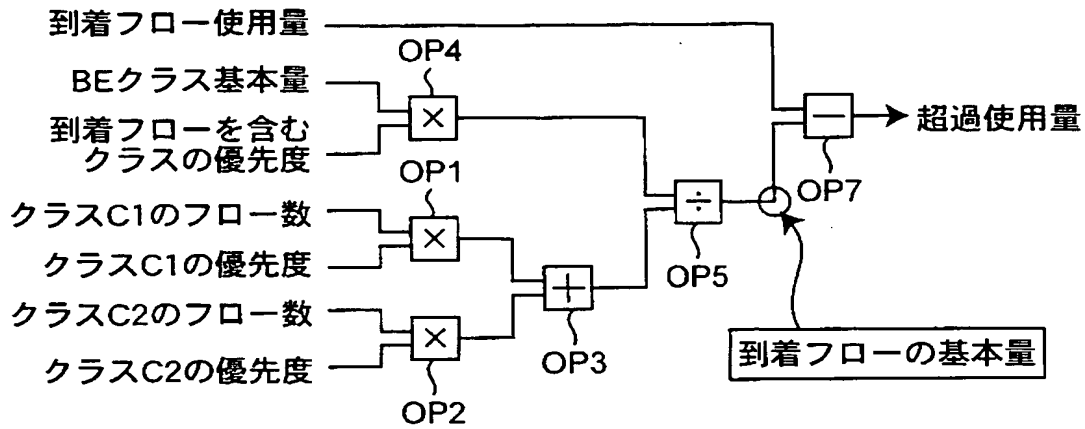 到着フロー使用量
OP4
BEクラス基本量
×
到着フローを含む
クラスの優先度
−
超過使用量
OP7
OP1
クラスC1のフロー数
×
クラスC1の優先度
÷
OP5
クラスC2のフロー数
×
クラスC2の優先度
OP2
+
OP3
到着フローの基本量